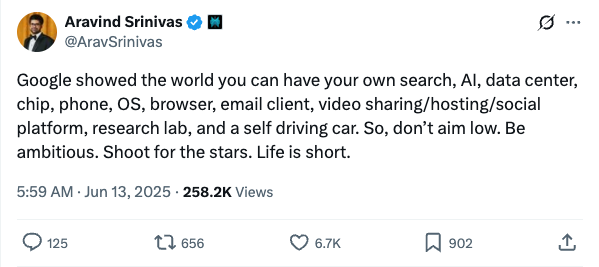 Aravind Srinivas
@AravSrinivas
Google showed the world you can have your own search, AI, data center,
chip, phone, OS, browser, email client, video sharing/hosting/social
platform, research lab, and a self driving car. So, don’t aim low. Be
ambitious. Shoot for the stars. Life is short.
5:59 AM · Jun 13, 2025 · 258.2K Views
125 656 6.7K 902